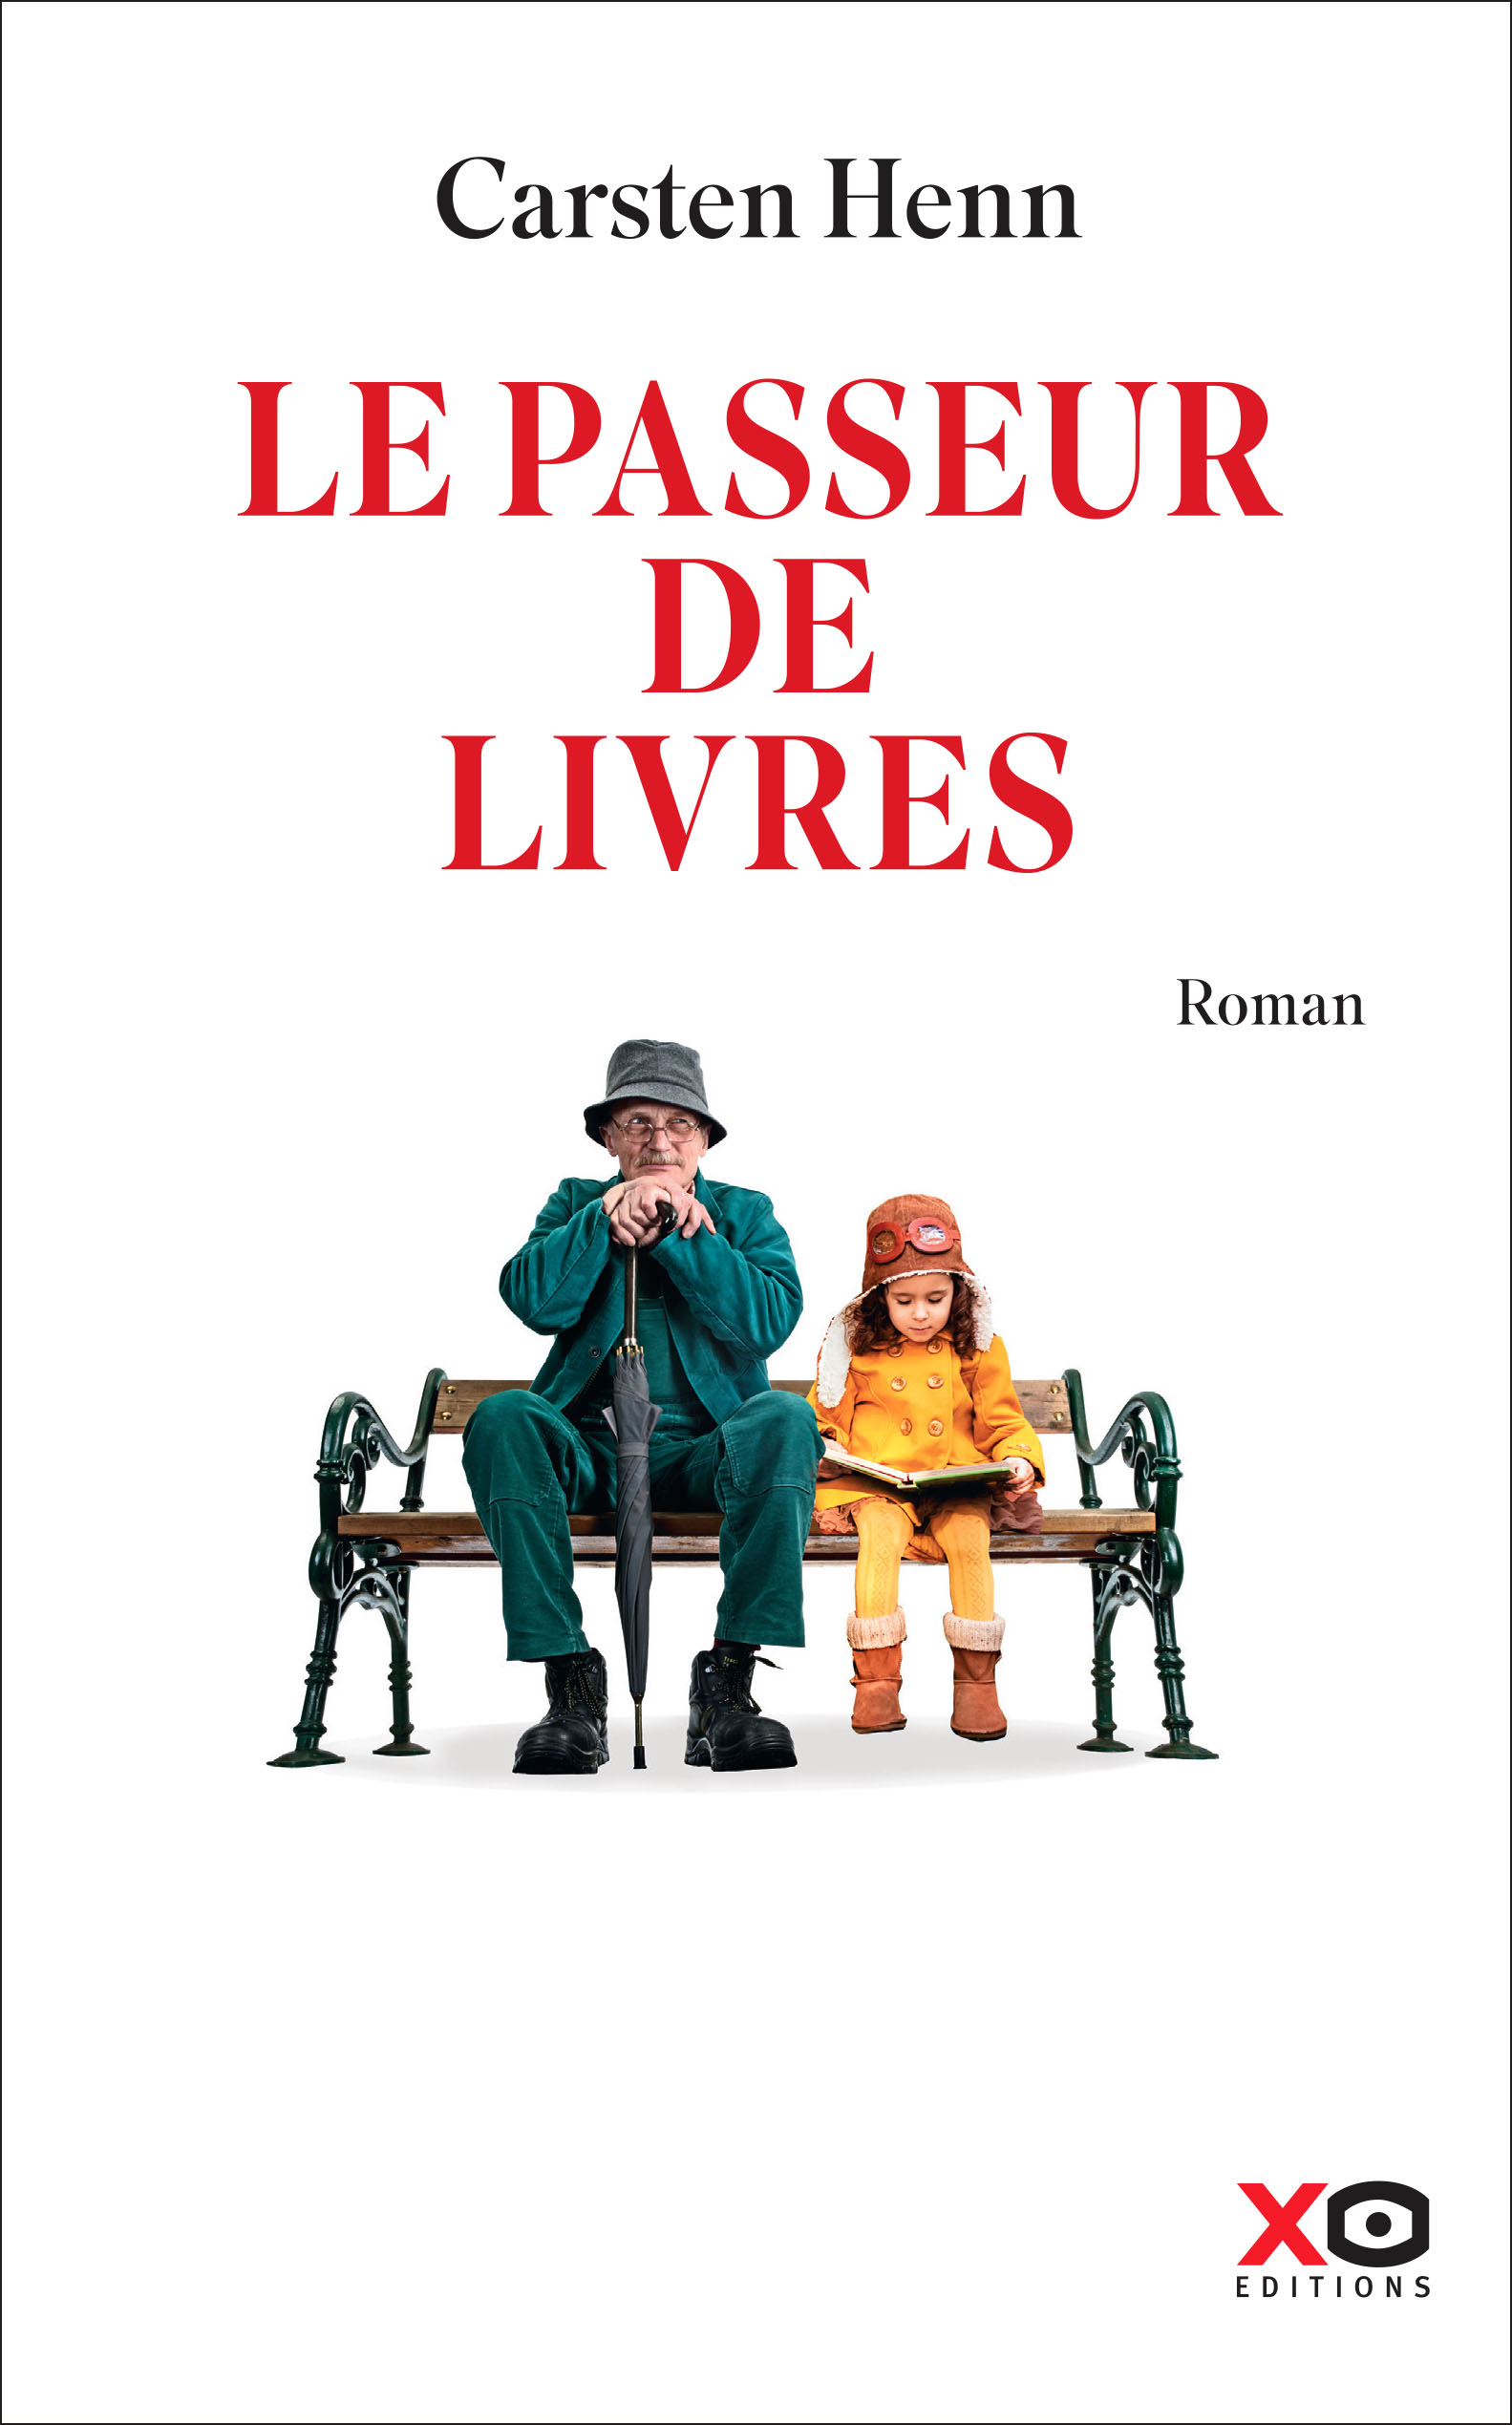 Carsten Henn
LE PASSEUR
DE
LIVRES
Roman
XO
EDITIONS